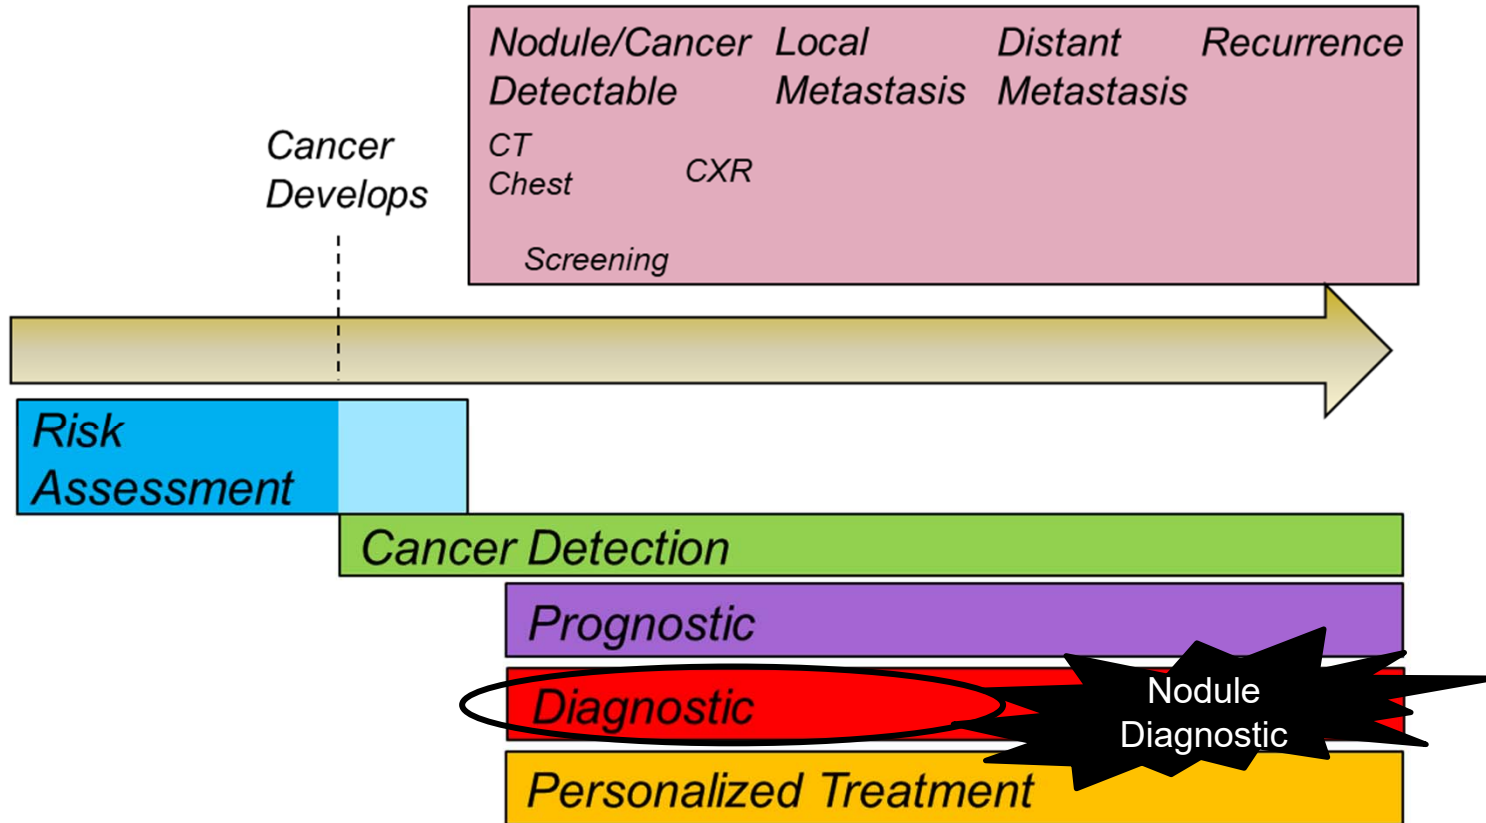 Nodule/Cancer
Detectable
Local
Metastasis
Distant
Metastasis
Recurrence
CT
Chest
CXR
Screening
Cancer
Develops
Risk
Assessment
Cancer Detection
Prognostic
Diagnostic
Nodule
Diagnostic
Personalized Treatment